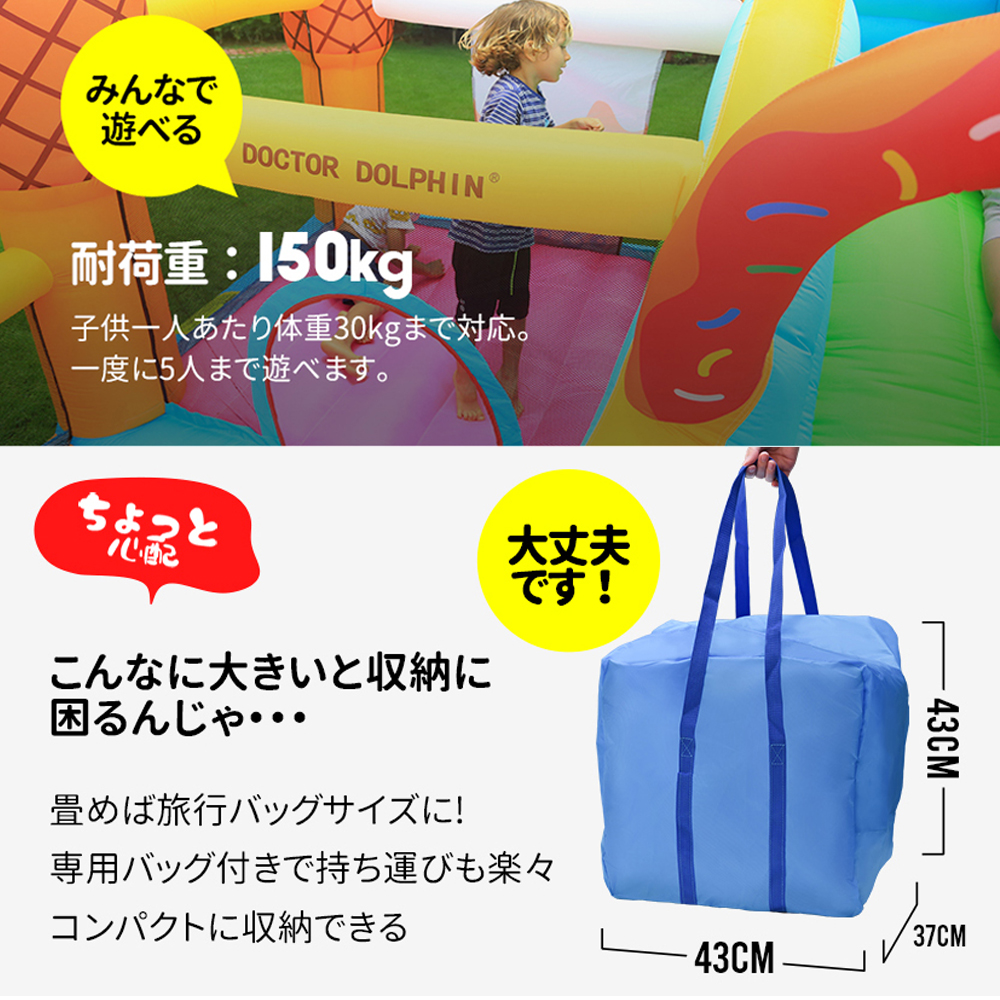 みんなで
遊べる
DOCTOR DOLPHIN®
耐荷重：150kg
子供一人あたり体重30kgまで対応。
一度に5人まで遊べます。
ちょっと
心配
大丈夫
です！
こんなに大きいと収納に
困るんじゃ・・・
畳めば旅行バッグサイズに!
専用バッグ付きで持ち運びも楽々
コンパクトに収納できる
43CM
37CM
43CM